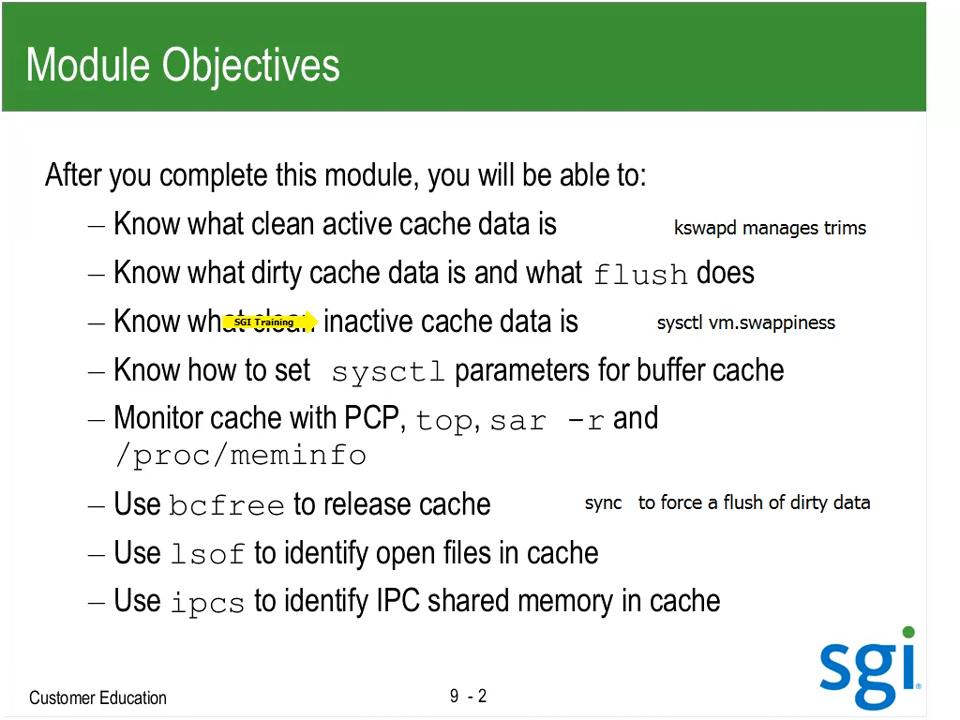 Module Objectives
After you complete this module, you will be able to:
– Know what clean active cache data is
kswapd manages trims
– Know what dirty cache data is and what flush does
– Know what clean inactive cache data is
SGI Training
sysctl vm.swappiness
– Know how to set sysctl parameters for buffer cache
– Monitor cache with PCP, top, sar -r and
/proc/meminfo
– Use bcfree to release cache
sync to force a flush of dirty data
– Use lsof to identify open files in cache
– Use ipcs to identify IPC shared memory in cache
sgi®
Customer Education
9 - 2